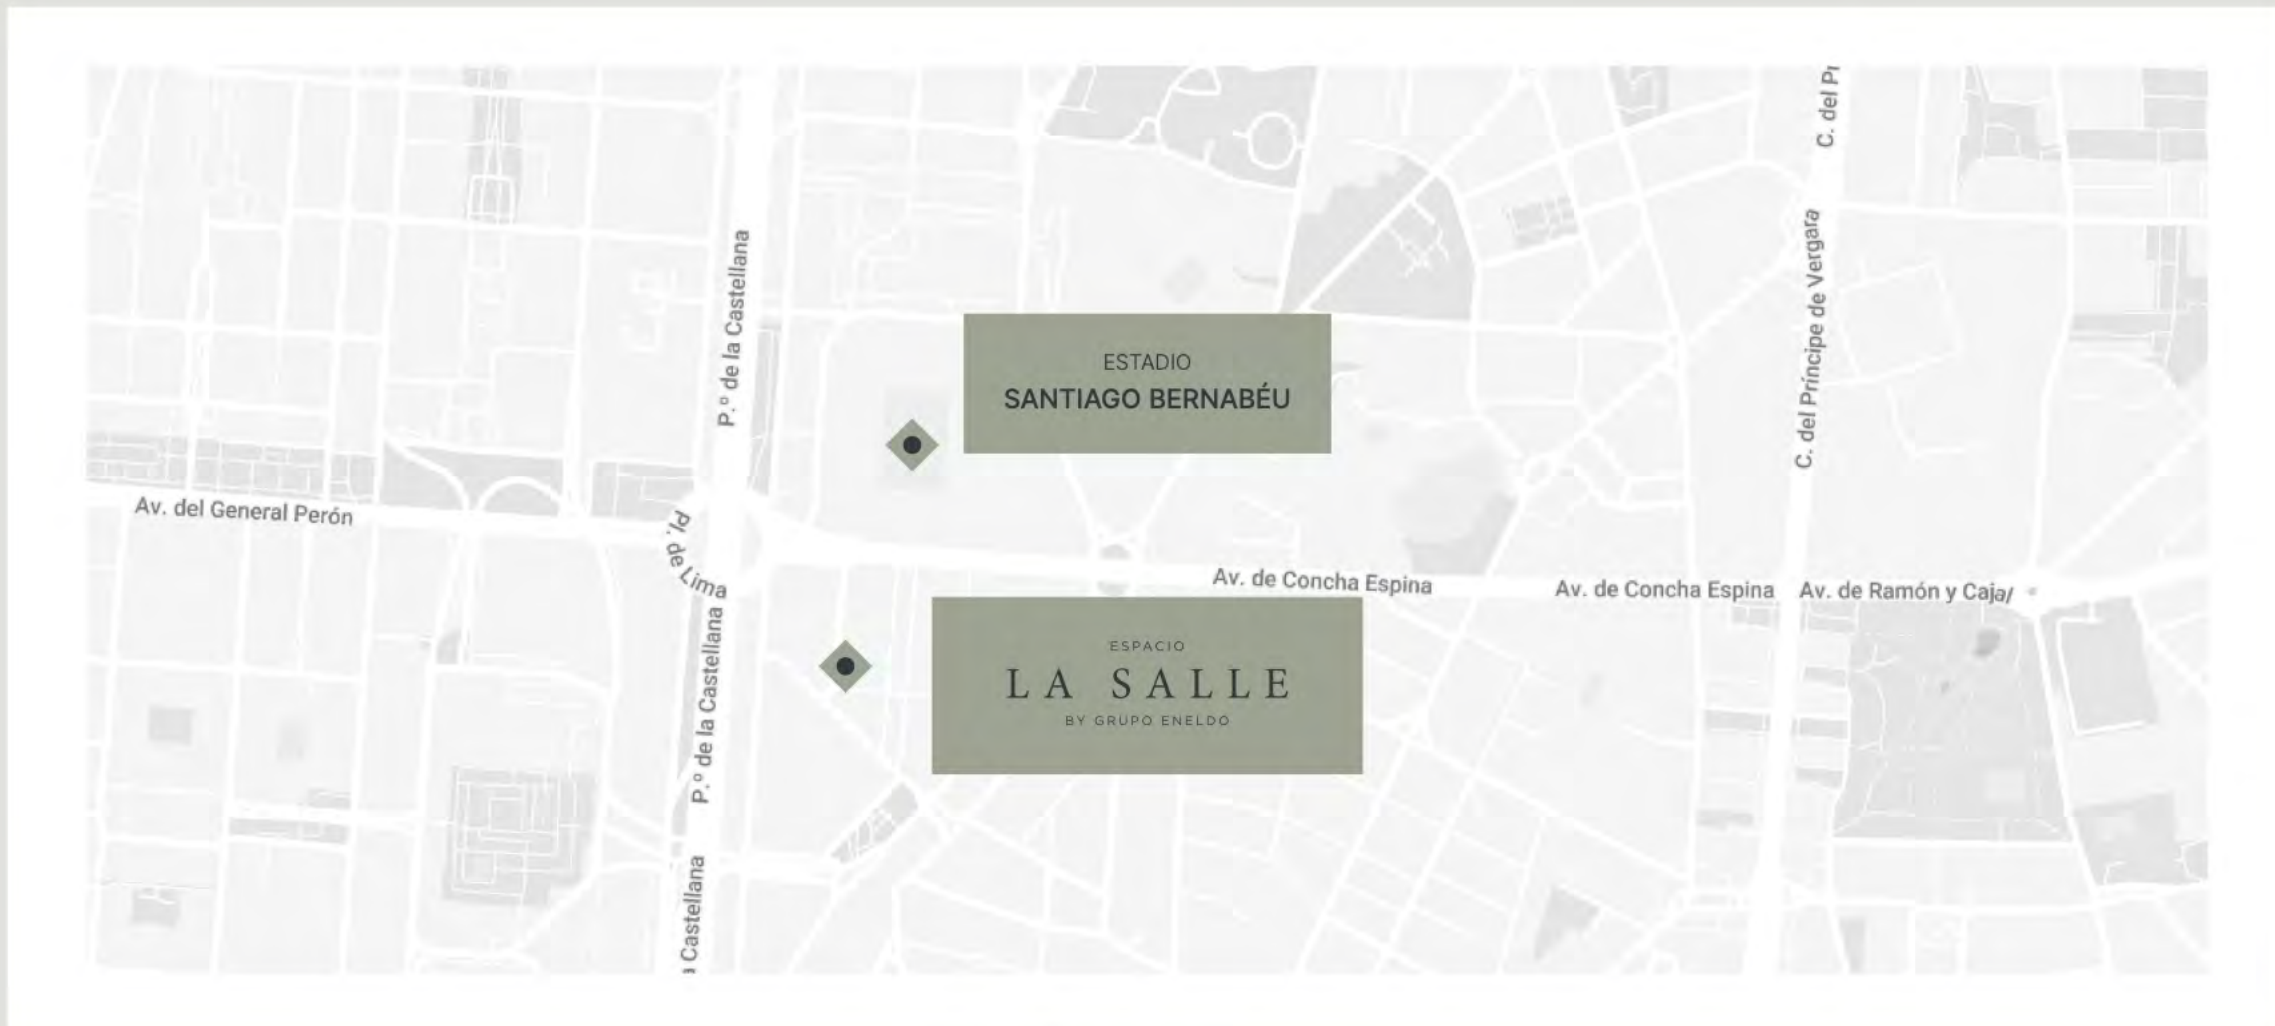 C. del Pr
P.º de la Castellana
C. del Príncipe de Vergara
ESTADIO
SANTIAGO BERNABÉU
Av. del General Perón
Pl. de Lima
Av. de Concha Espina
Av. de Concha Espina
Av. de Ramón y Cajal
P.º de la Castellana
ESPACIO
LA SALLE
BY GRUPO ENELDO
Castellana